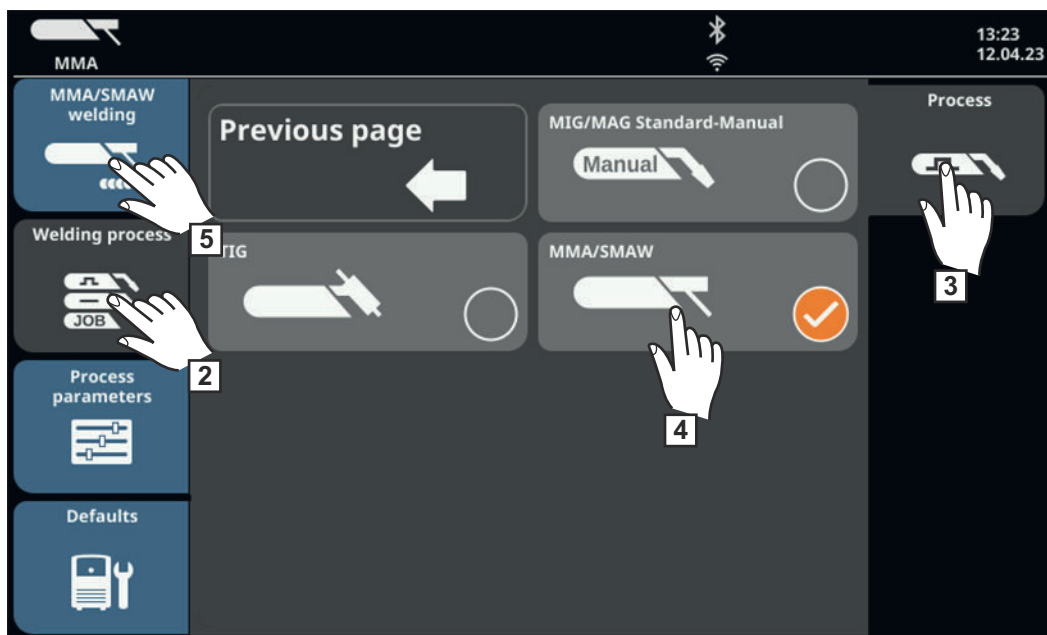 MMA
13:23
12.04.23
MMA/SMAW
welding
5
Welding process
JOB
2
Process
parameters
Defaults
Previous page
MIG/MAG Standard-Manual
Manual
TIG
MMA/SMAW
4
Process
3